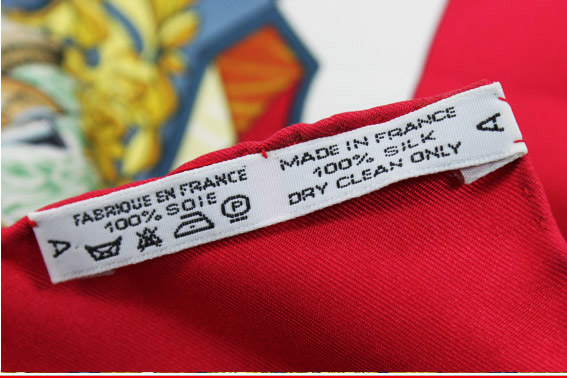 FABRIQUE EN FRANCE
100% SOIE
A
MADE IN FRANCE
100% SILK
DRY CLEAN ONLY
A